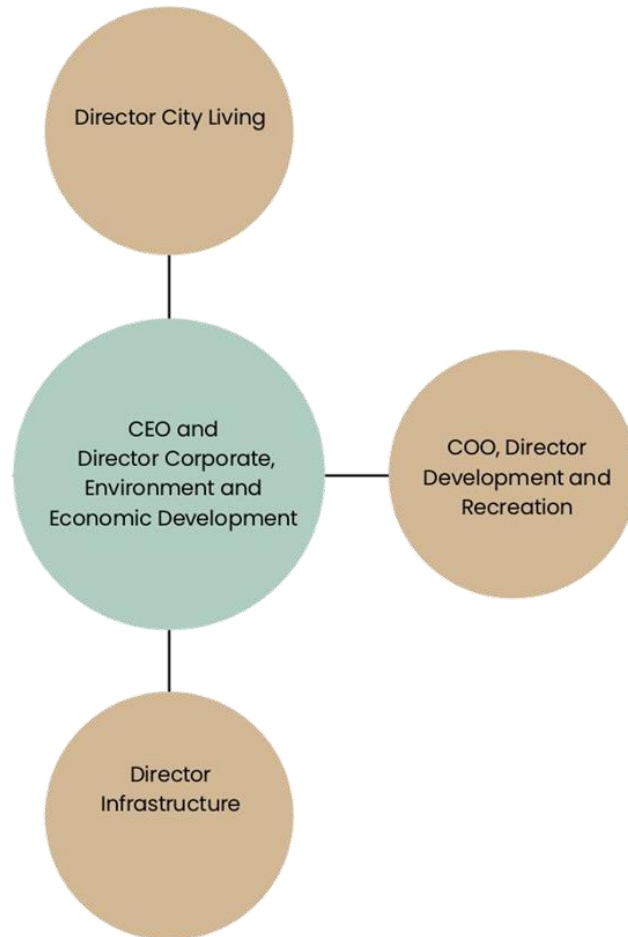 Director City Living
CEO and
Director Corporate,
Environment and
Economic Development
COO, Director
Development and
Recreation
Director
Infrastructure